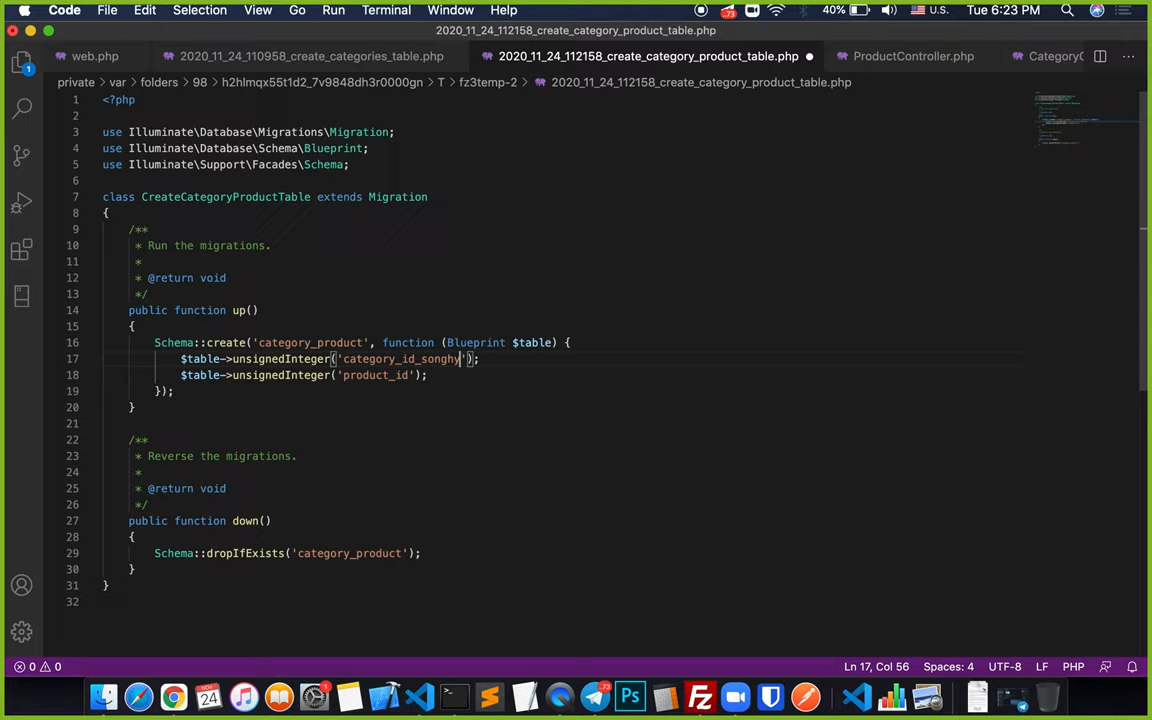 Code File Edit Selection View Go Run Terminal Window Help 40% U.S. Tue 6:23 PM
2020_11_24_112158_create_category_product_table.php
web.php 2020_11_24_110958_create_categories_table.php 2020_11_24_112158_create_category_product_table.php ProductController.php CategoryC
private > var > folders > 98 > h2hlmqx55t1d2_7v9848dh3r0000gn > T > fz3temp-2 > 2020_11_24_112158_create_category_product_table.php
1 <?php
2
3 use Illuminate\Database\Migrations\Migration;
4 use Illuminate\Database\Schema\Blueprint;
5 use Illuminate\Support\Facades\Schema;
6
7 class CreateCategoryProductTable extends Migration
8 {
9 /**
10 * Run the migrations.
11 *
12 * @return void
13 */
14 public function up()
15 {
16 Schema::create('category_product', function (Blueprint $table) {
17 $table->unsignedInteger('category_id_songhy');
18 $table->unsignedInteger('product_id');
19 });
20 }
21
22 /**
23 * Reverse the migrations.
24 *
25 * @return void
26 */
27 public function down()
28 {
29 Schema::dropIfExists('category_product');
30 }
31 }
32
0 0 Ln 17, Col 56 Spaces: 4 UTF-8 LF PHP